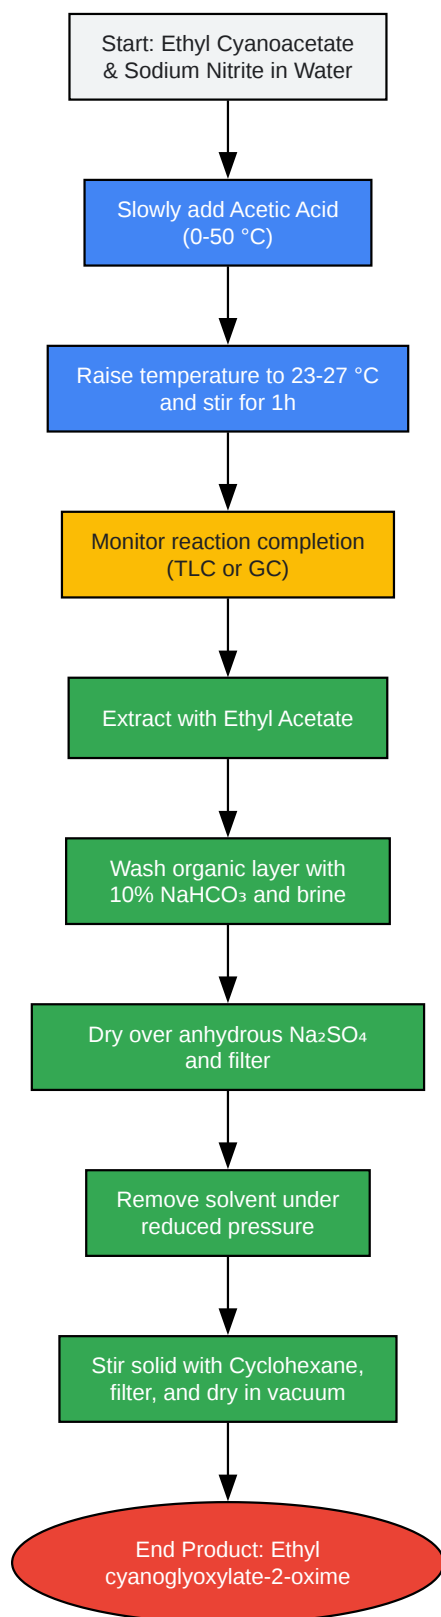 Start: Ethyl Cyanoacetate
& Sodium Nitrite in Water
Slowly add Acetic Acid
(0-50 °C)
Raise temperature to 23-27 °C
and stir for 1h
Monitor reaction completion
(TLC or GC)
Extract with Ethyl Acetate
Wash organic layer with
10% NaHCO₃ and brine
Dry over anhydrous Na₂SO₄
and filter
Remove solvent under
reduced pressure
Stir solid with Cyclohexane,
filter, and dry in vacuum
End Product: Ethyl
cyanoglyoxylate-2-oxime